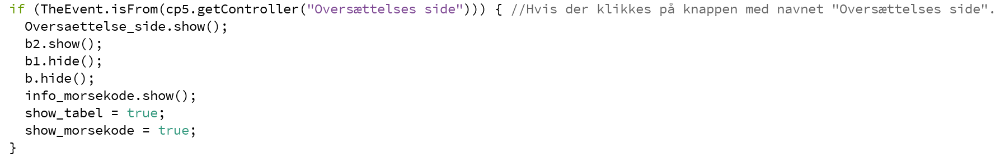 if (TheEvent.isFrom(cp5.getController("Oversættelses side"))) { //Hvis der klikkes på knappen med navnet "Oversættelses side".
  Oversaettelse_side.show();
  b2.show();
  b1.hide();
  b.hide();
  info_morsekode.show();
  show_tabel = true;
  show_morsekode = true;
}